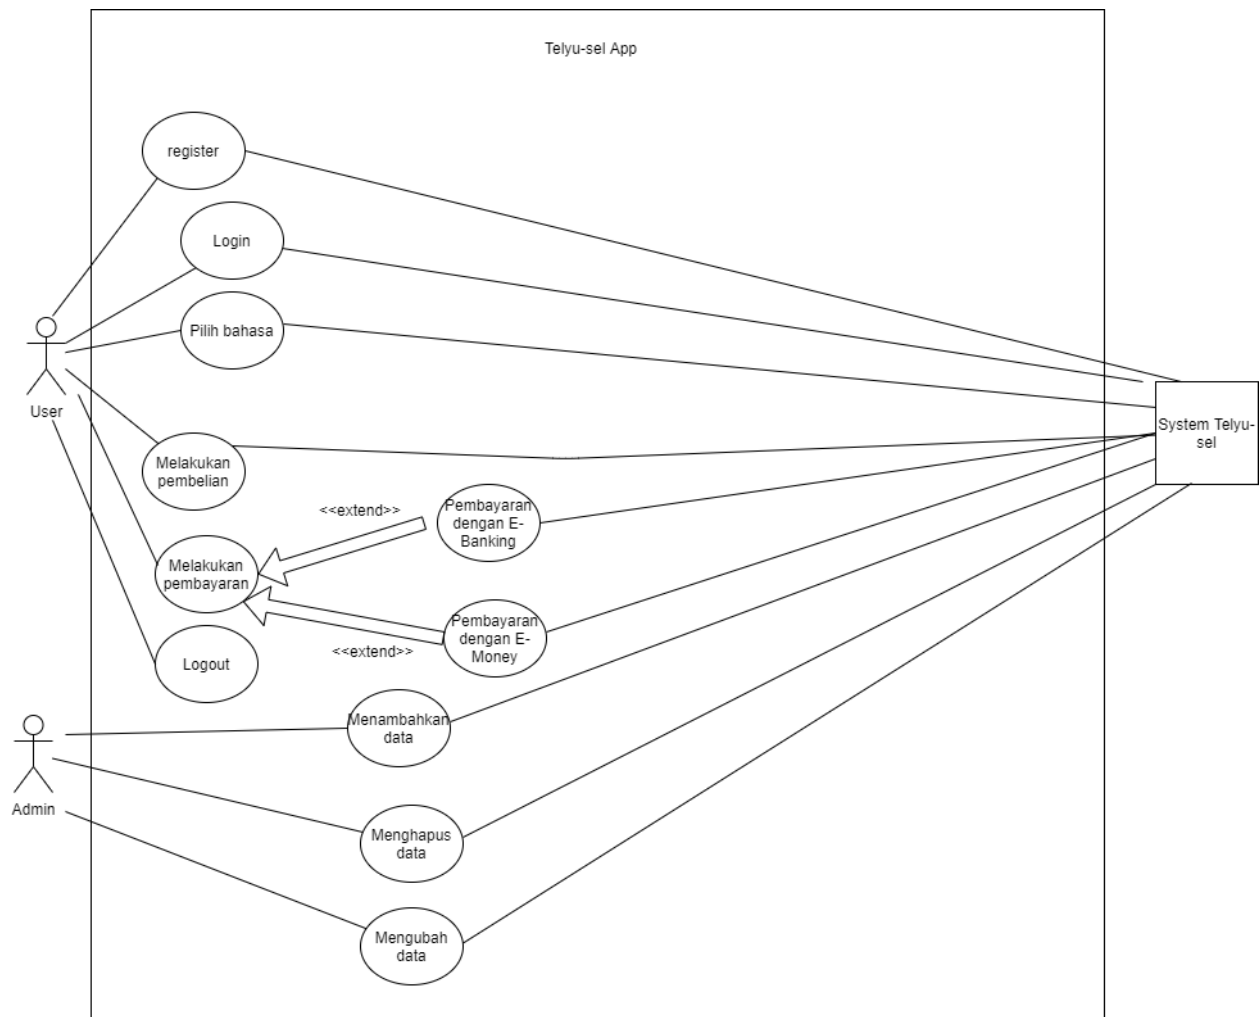 Telyu-sel App
register
Login
Pilih bahasa
User
System Telyu-
sel
Melakukan
pembelian
<<extend>>
Pembayaran
dengan E-
Banking
Melakukan
pembayaran
Pembayaran
dengan E-
Money
<<extend>>
Logout
Menambahkan
data
Admin
Menghapus
data
Mengubah
data